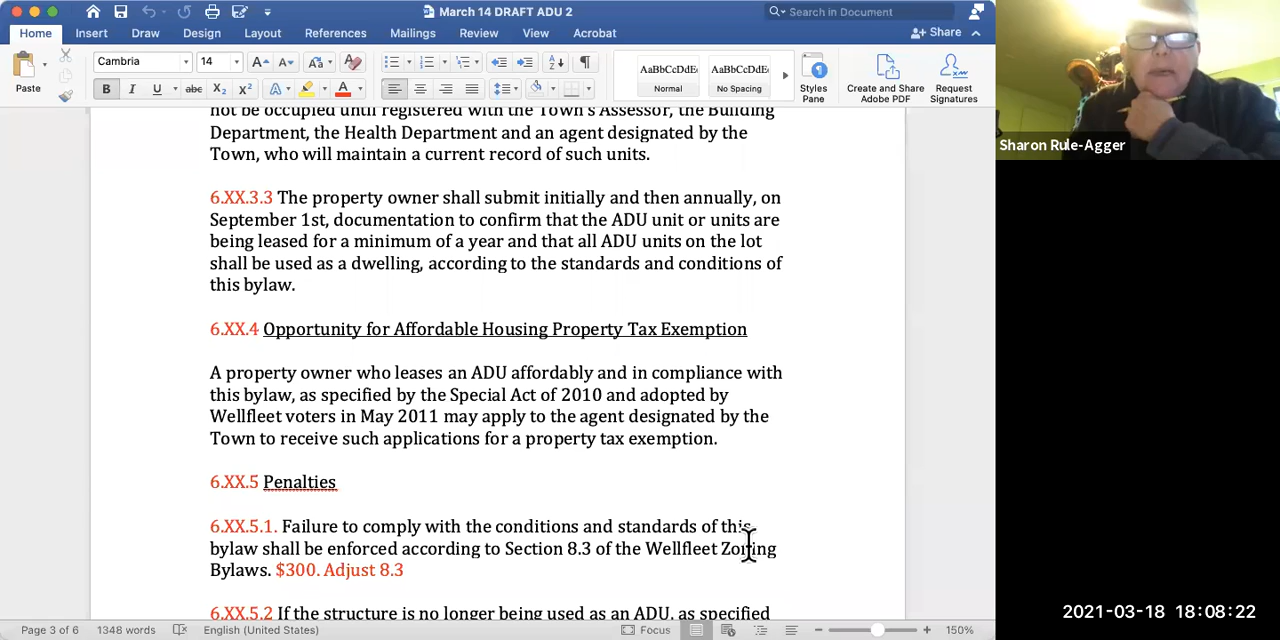 March 14 DRAFT ADU 2
Search in Document
Home Insert Draw Design Layout References Mailings Review View Acrobat
Share
Paste
Cambria 14
AaBbCcDdEe AaBbCcDdEe
Normal No Spacing
Styles Pane
Create and Share Adobe PDF
Request Signatures
not be occupied until registered with the Town's Assessor, the Building
Department, the Health Department and an agent designated by the
Town, who will maintain a current record of such units.
6.XX.3.3 The property owner shall submit initially and then annually, on
September 1st, documentation to confirm that the ADU unit or units are
being leased for a minimum of a year and that all ADU units on the lot
shall be used as a dwelling, according to the standards and conditions of
this bylaw.
6.XX.4 Opportunity for Affordable Housing Property Tax Exemption
A property owner who leases an ADU affordably and in compliance with
this bylaw, as specified by the Special Act of 2010 and adopted by
Wellfleet voters in May 2011 may apply to the agent designated by the
Town to receive such applications for a property tax exemption.
6.XX.5 Penalties
6.XX.5.1. Failure to comply with the conditions and standards of this
bylaw shall be enforced according to Section 8.3 of the Wellfleet Zoning
Bylaws. $300. Adjust 8.3
6.XX.5.2 If the structure is no longer being used as an ADU, as specified
Page 3 of 6 1348 words English (United States) Focus 150%
Sharon Rule-Agger
2021-03-18 18:08:22